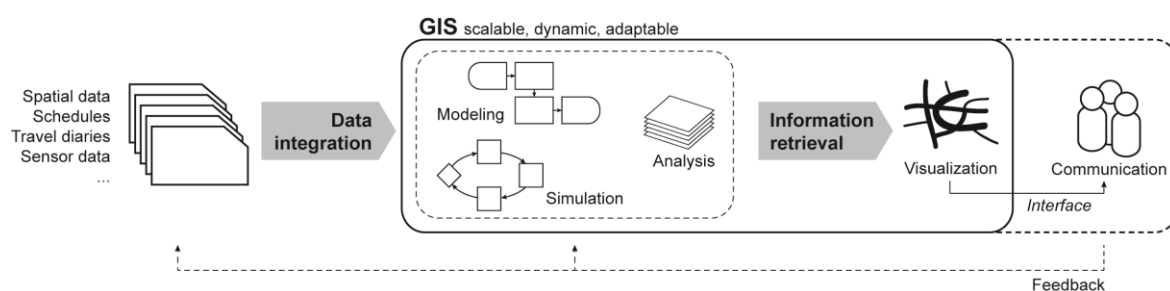 GIS scalable, dynamic, adaptable
Spatial data
Schedules
Travel diaries
Sensor data
...
Data
integration
Modeling
Simulation
Analysis
Information
retrieval
Visualization
Communication
Interface
Feedback